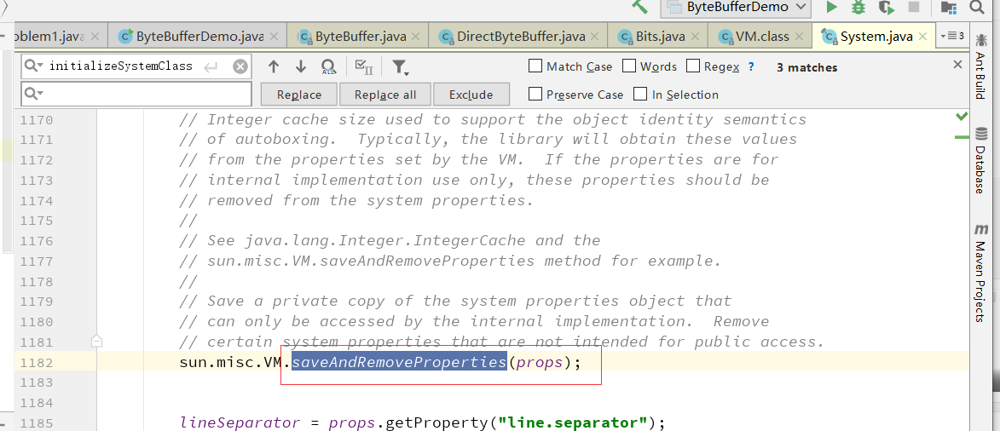 ByteBufferDemo
oblem1.java
ByteBufferDemo.java
ByteBuffer.java
DirectByteBuffer.java
Bits.java
VM.class
System.java
3
initializeSystemClass
Match Case
Words
Regex
?
3 matches
Replace
Replace all
Exclude
Preserve Case
In Selection
1170 // Integer cache size used to support the object identity semantics
1171 // of autoboxing.  Typically, the library will obtain these values
1172 // from the properties set by the VM.  If the properties are for
1173 // internal implementation use only, these properties should be
1174 // removed from the system properties.
1175 //
1176 // See java.lang.Integer.IntegerCache and the
1177 // sun.misc.VM.saveAndRemoveProperties method for example.
1178 //
1179 // Save a private copy of the system properties object that
1180 // can only be accessed by the internal implementation.  Remove
1181 // certain system properties that are not intended for public access.
1182 sun.misc.VM.saveAndRemoveProperties(props);
1183
1184
1185 lineSeparator = props.getProperty("line.separator");
Ant Build
Database
Maven Projects